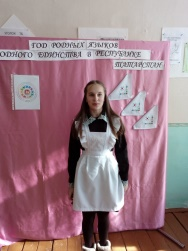 ГОД РОДНЫХ ЯЗЫКОВ
ОДНОГО ЕДИНСТВА В РЕСПУБЛИКЕ
ТАТАРСТАН